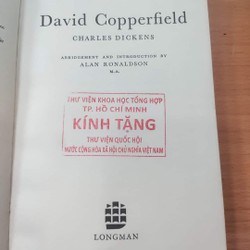 David Copperfield
CHARLES DICKENS
ABRIDGEMENT AND INTRODUCTION BY
ALAN RONALDSON
M.A.
THƯ VIỆN KHOA HỌC TỔNG HỢP
TP. HỒ CHÍ MINH
KÍNH TẶNG
THƯ VIỆN QUỐC HỘI
NƯỚC CỘNG HÒA XÃ HỘI CHỦ NGHĨA VIỆT NAM
LONGMAN